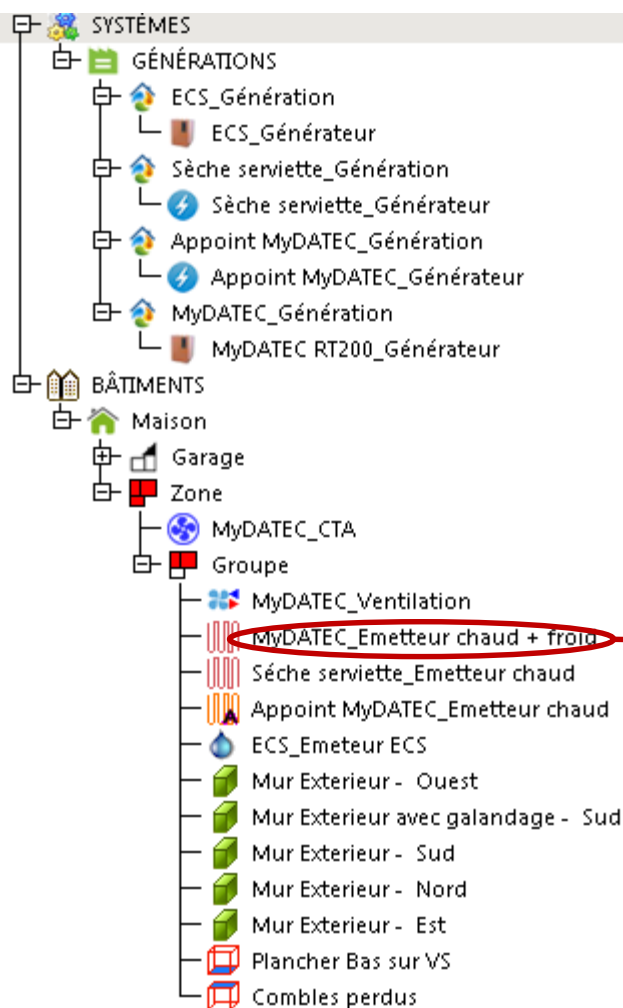 SYSTÈMES
GÉNÉRATIONS
ECS_Génération
ECS_Générateur
Sèche serviette_Génération
Sèche serviette_Générateur
Appoint MyDATEC_Génération
Appoint MyDATEC_Générateur
MyDATEC_Génération
MyDATEC RT200_Générateur
BÂTIMENTS
Maison
Garage
Zone
MyDATEC_CTA
Groupe
MyDATEC_Ventilation
MyDATEC_Emetteur chaud + froid
Séche serviette_Emetteur chaud
Appoint MyDATEC_Emetteur chaud
ECS_Emeteur ECS
Mur Exterieur - Ouest
Mur Exterieur avec galandage - Sud
Mur Exterieur - Sud
Mur Exterieur - Nord
Mur Exterieur - Est
Plancher Bas sur VS
Combles perdus